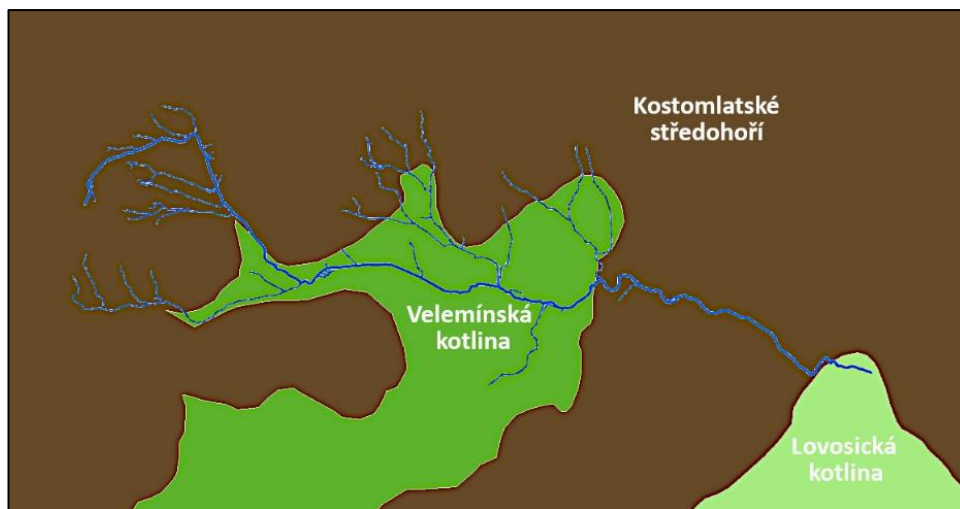 Kostomlatské
středohoří
Velemínská
kotlina
Lovosická
kotlina